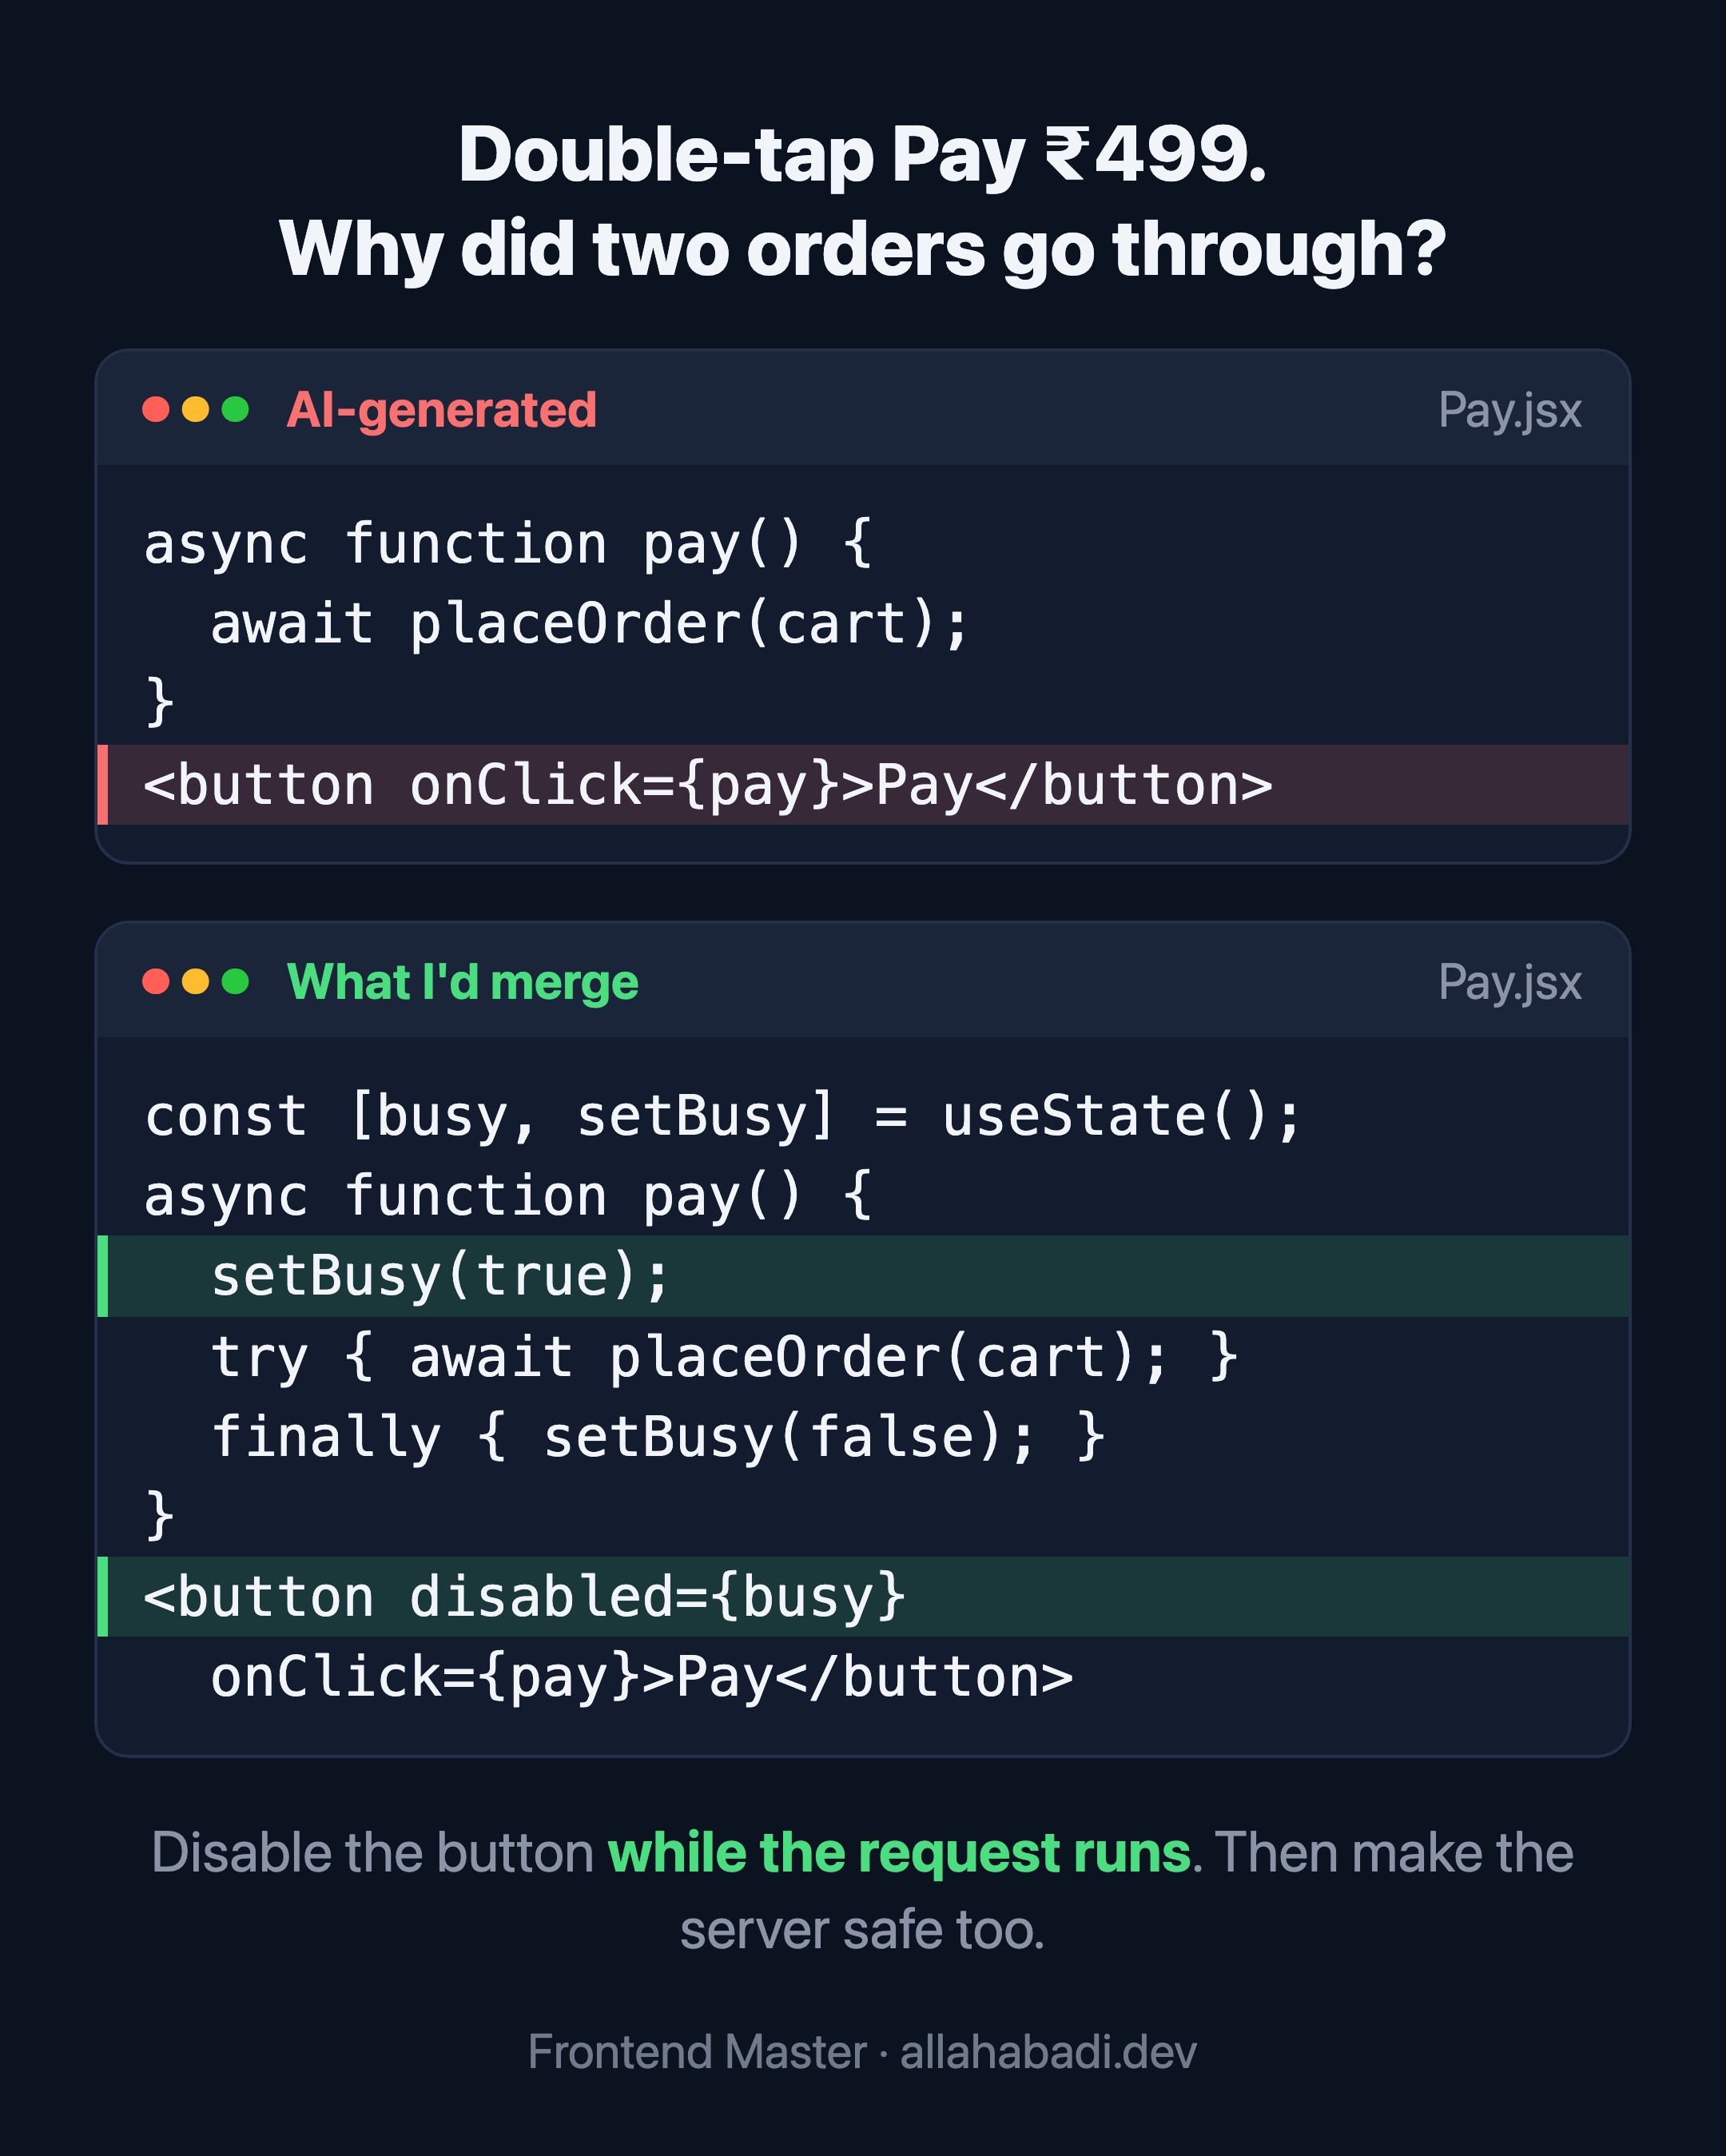 Double-tap Pay ₹499.
Why did two orders go through?
AI-generated
Pay.jsx
async function pay() {
  await placeOrder(cart);
}
<button onClick={pay}>Pay</button>
What I'd merge
Pay.jsx
const [busy, setBusy] = useState();
async function pay() {
  setBusy(true);
  try { await placeOrder(cart); }
  finally { setBusy(false); }
}
<button disabled={busy}
  onClick={pay}>Pay</button>
Disable the button while the request runs. Then make the
server safe too.
Frontend Master · allahabadi.dev